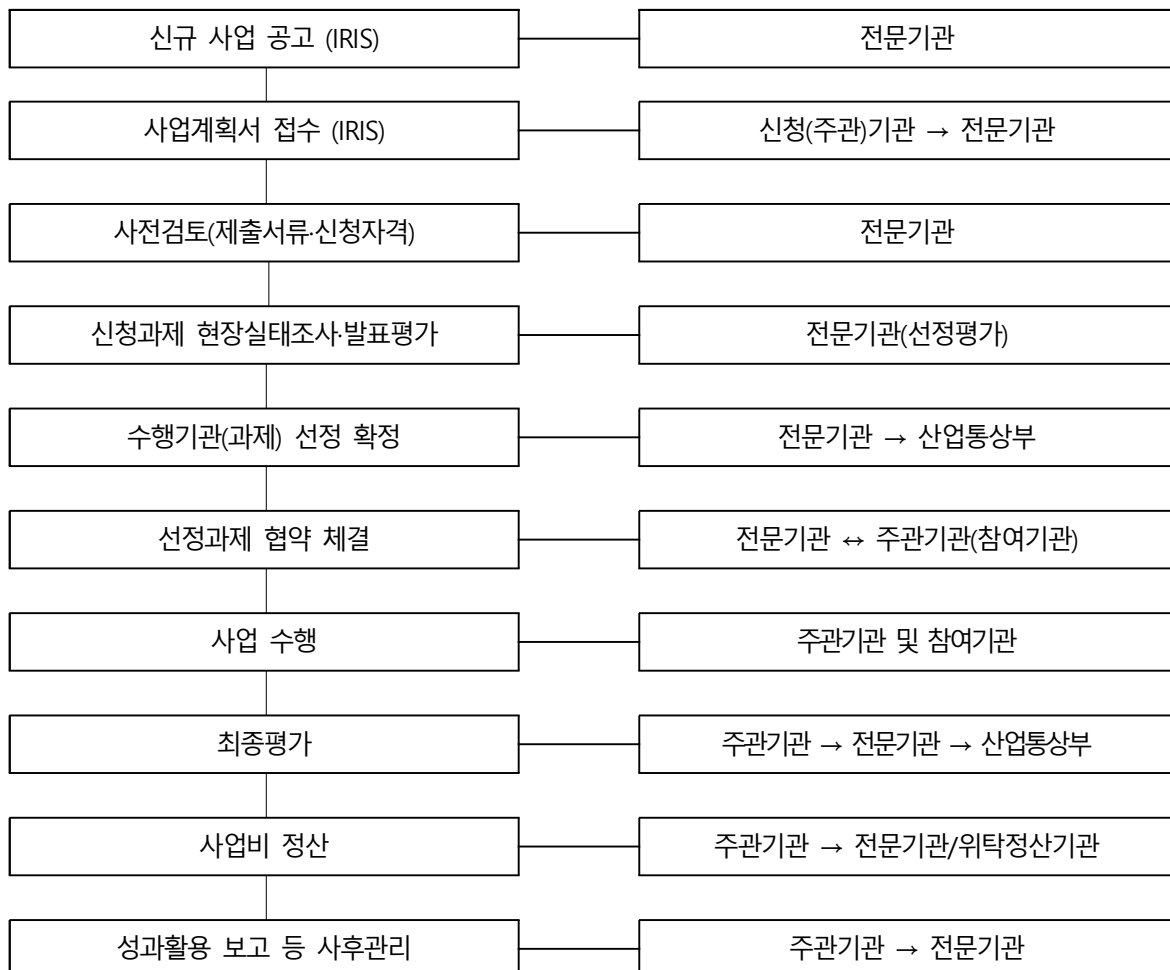 신규 사업 공고 (IRIS)
전문기관
사업계획서 접수 (IRIS)
신청(주관)기관 → 전문기관
사전검토(제출서류·신청자격)
전문기관
신청과제 현장실태조사·발표평가
전문기관(선정평가)
수행기관(과제) 선정 확정
전문기관 → 산업통상부
선정과제 협약 체결
전문기관 ↔ 주관기관(참여기관)
사업 수행
주관기관 및 참여기관
최종평가
주관기관 → 전문기관 → 산업통상부
사업비 정산
주관기관 → 전문기관/위탁정산기관
성과활용 보고 등 사후관리
주관기관 → 전문기관